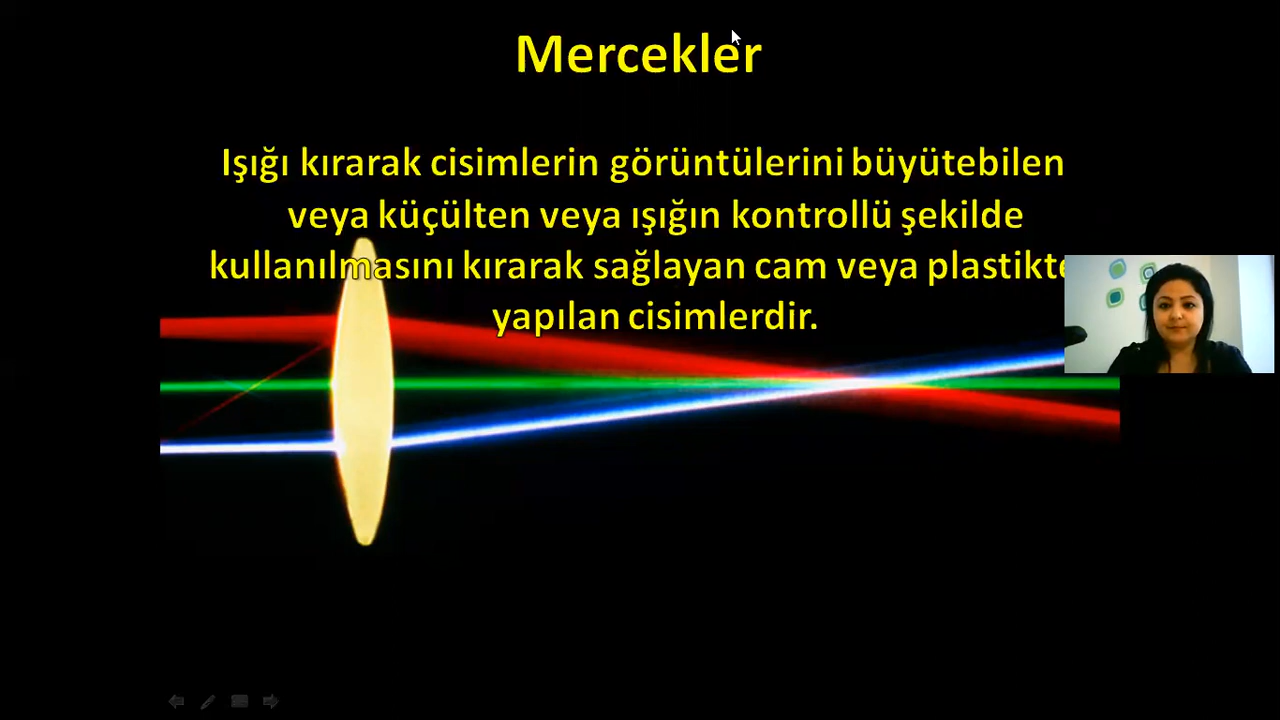 Mercekler
Işığı kırarak cisimlerin görüntülerini büyütebilen
veya küçülten veya ışığın kontrollü şekilde
kullanılmasını kırarak sağlayan cam veya
yapılan cisimlerdir.